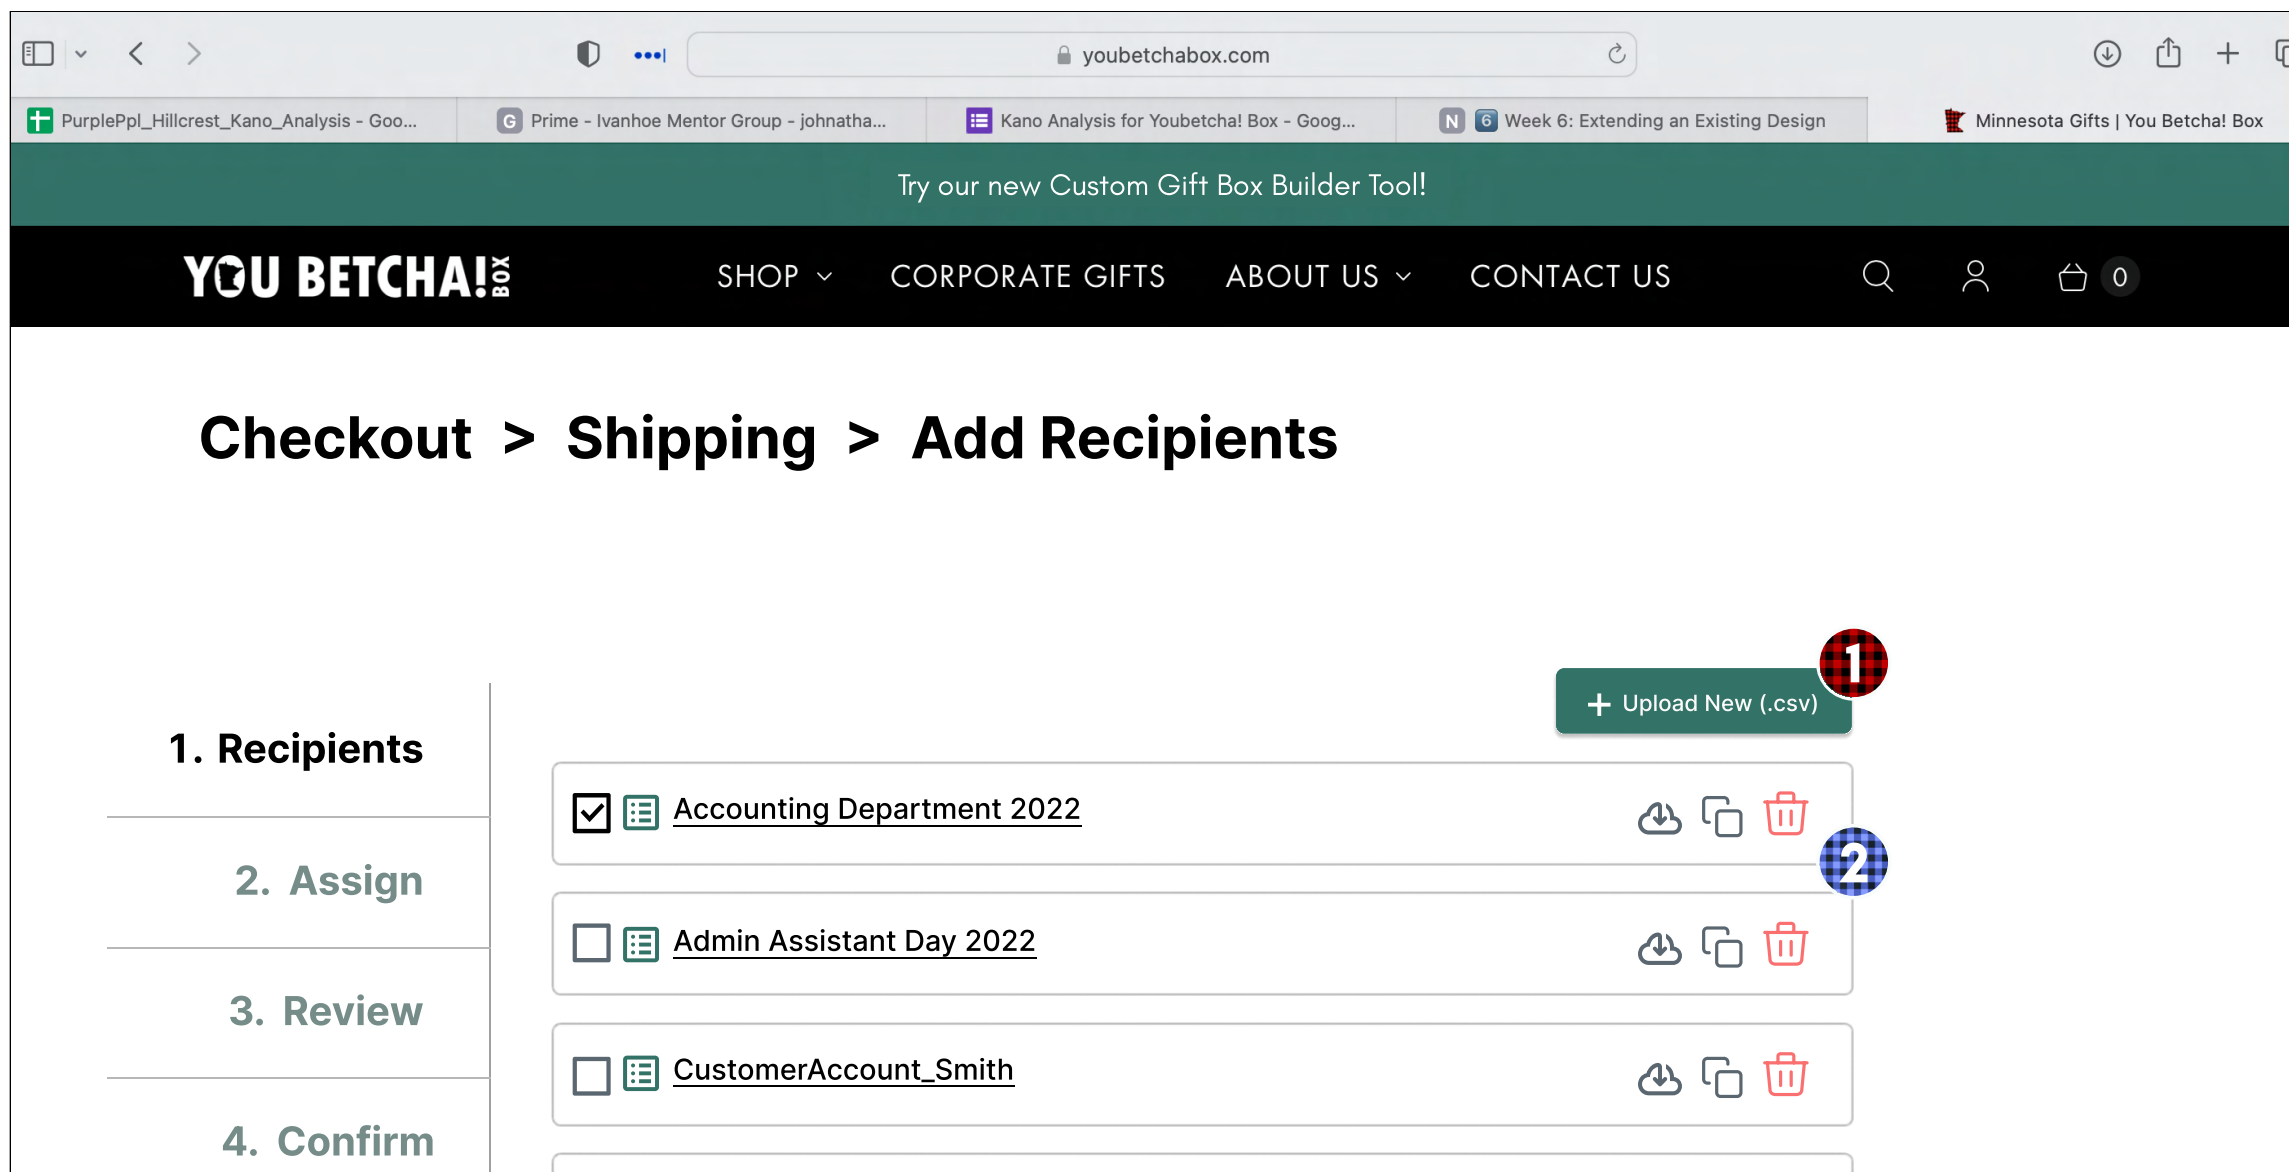 youbetchabox.com
PurplePpl_Hillcrest_Kano_Analysis - Goo...
G Prime - Ivanhoe Mentor Group - johnatha...
Kano Analysis for Youbetcha! Box - Goog...
N 6 Week 6: Extending an Existing Design
Minnesota Gifts | You Betcha! Box
Try our new Custom Gift Box Builder Tool!
YOU BETCHA! BOX
SHOP
CORPORATE GIFTS
ABOUT US
CONTACT US
0
Checkout > Shipping > Add Recipients
1
+ Upload New (.csv)
1. Recipients
2. Assign
3. Review
4. Confirm
Accounting Department 2022
2
Admin Assistant Day 2022
CustomerAccount_Smith